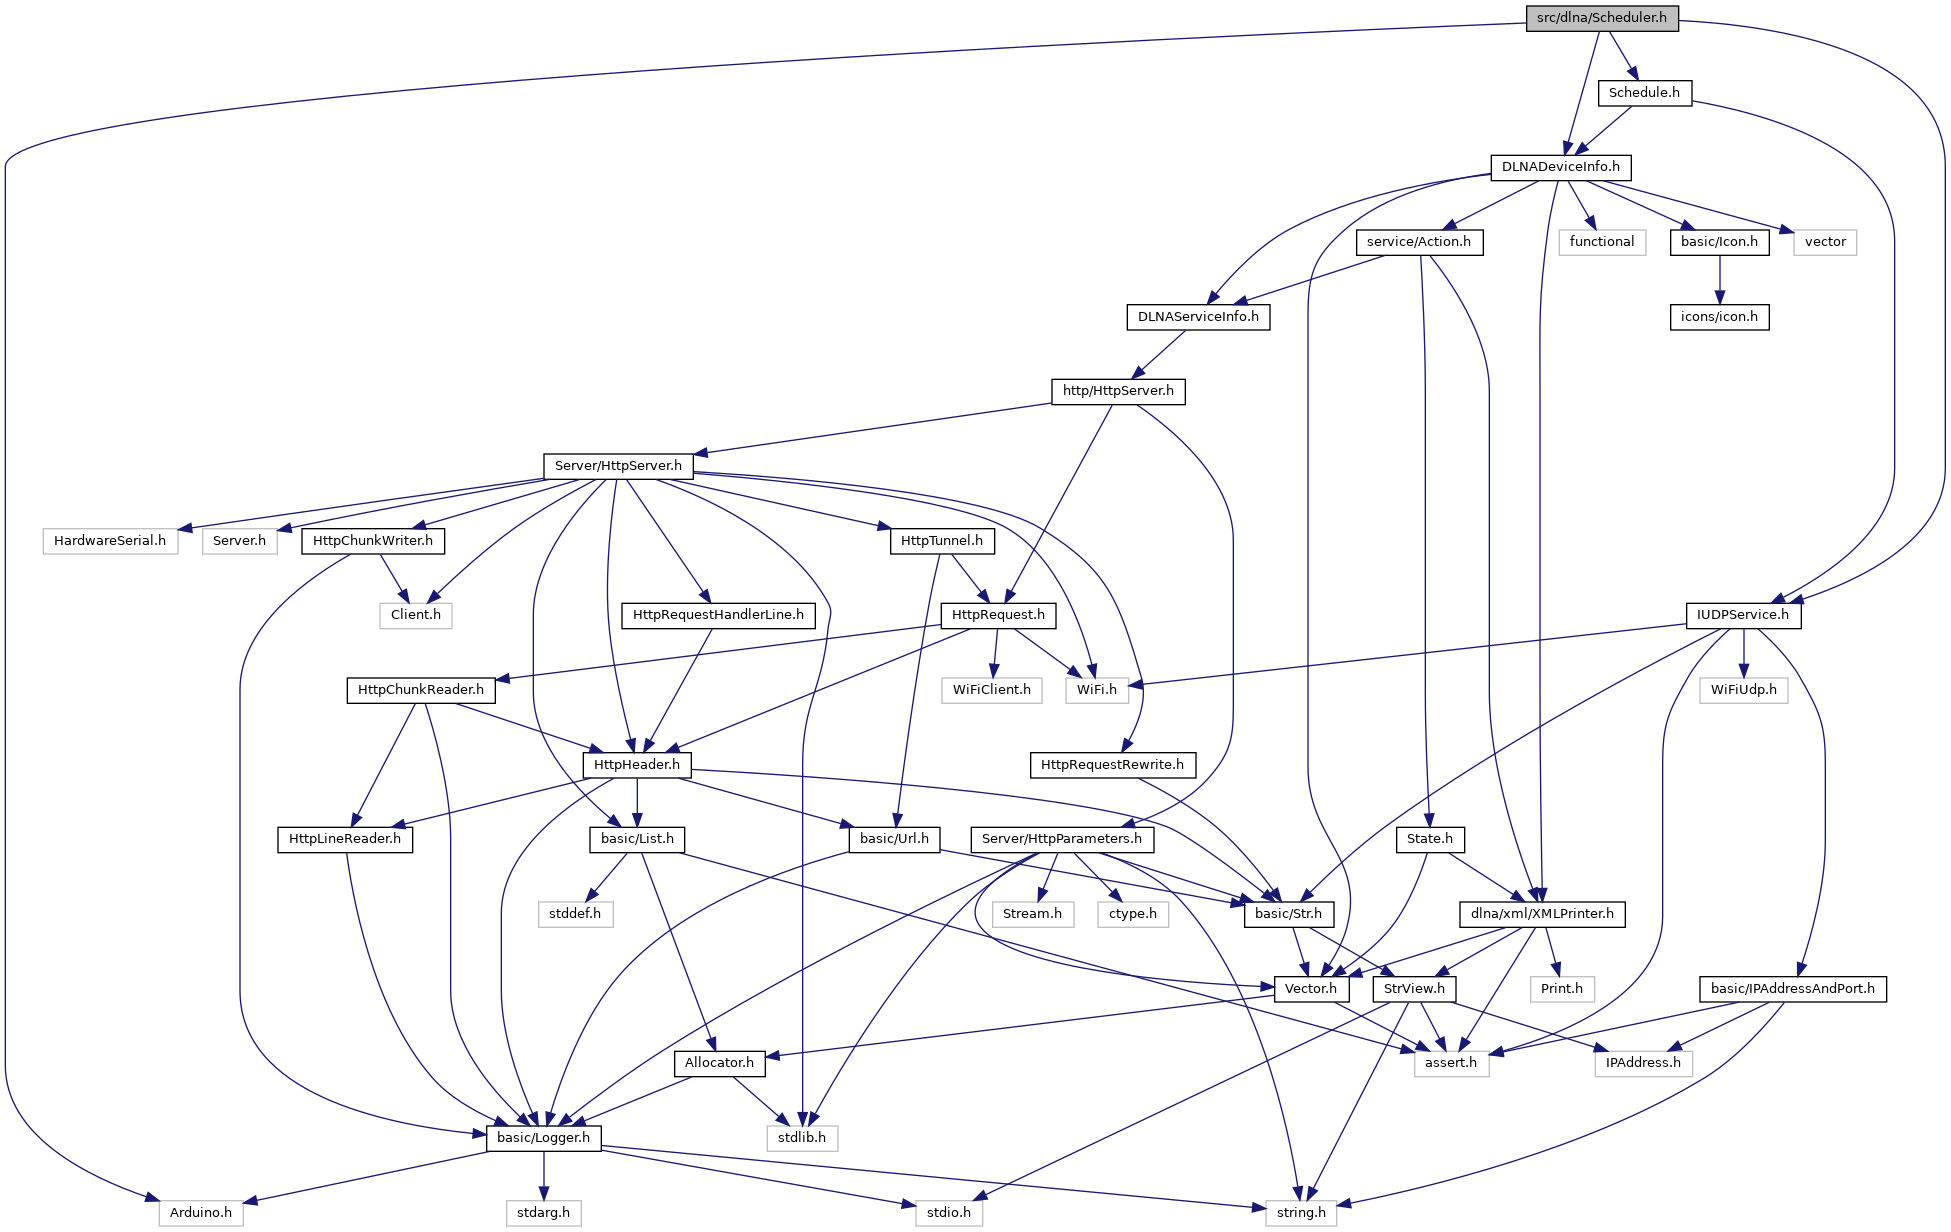 src/dlna/Scheduler.h
Schedule.h
DLNADeviceInfo.h
service/Action.h
functional
basic/Icon.h
vector
DLNAServiceInfo.h
icons/icon.h
http/HttpServer.h
Server/HttpServer.h
HardwareSerial.h
Server.h
HttpChunkWriter.h
HttpTunnel.h
Client.h
HttpRequestHandlerLine.h
HttpRequest.h
IUDPService.h
HttpChunkReader.h
WiFiClient.h
WiFi.h
WiFiUdp.h
HttpHeader.h
HttpRequestRewrite.h
HttpLineReader.h
basic/List.h
basic/Url.h
Server/HttpParameters.h
State.h
stddef.h
Stream.h
ctype.h
basic/Str.h
dlna/xml/XMLPrinter.h
Vector.h
StrView.h
Print.h
basic/IPAddressAndPort.h
Allocator.h
assert.h
IPAddress.h
basic/Logger.h
stdlib.h
Arduino.h
stdarg.h
stdio.h
string.h